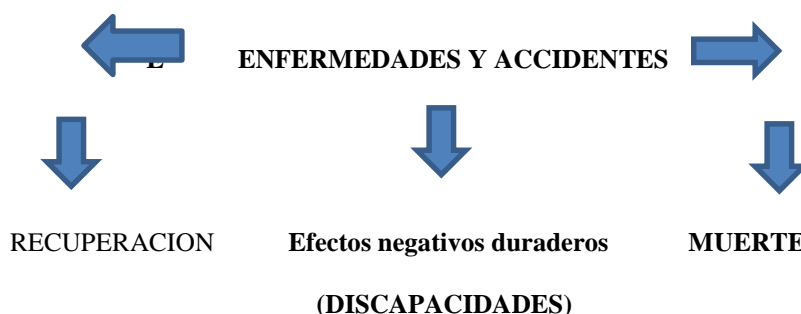 E ENFERMEDADES Y ACCIDENTES
RECUPERACION Efectos negativos duraderos MUERTE
(DISCAPACIDADES)